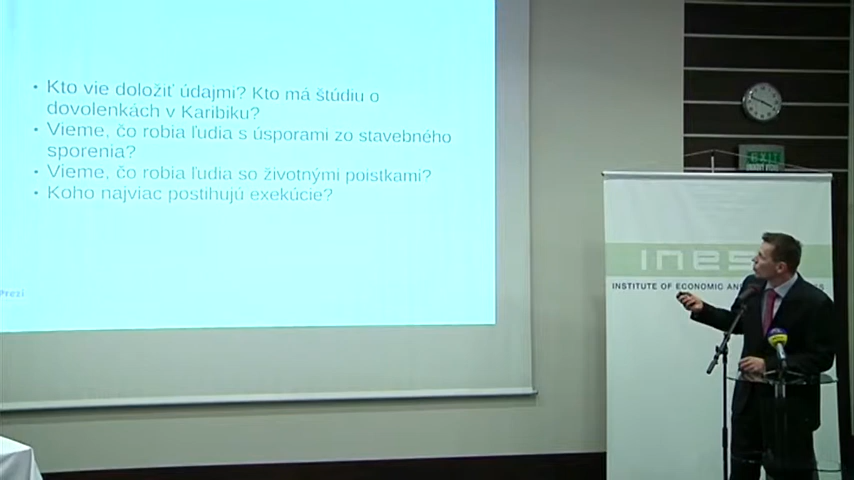 • Kto vie doložiť údajmi? Kto má štúdiu o
dovolenkách v Karibiku?
• Vieme, čo robia ľudia s úsporami zo stavebného
sporenia?
• Vieme, čo robia ľudia so životnými poistkami?
• Koho najviac postihujú exekúcie?
Prezi
EXIT
ines
INSTITUTE OF ECONOMIC